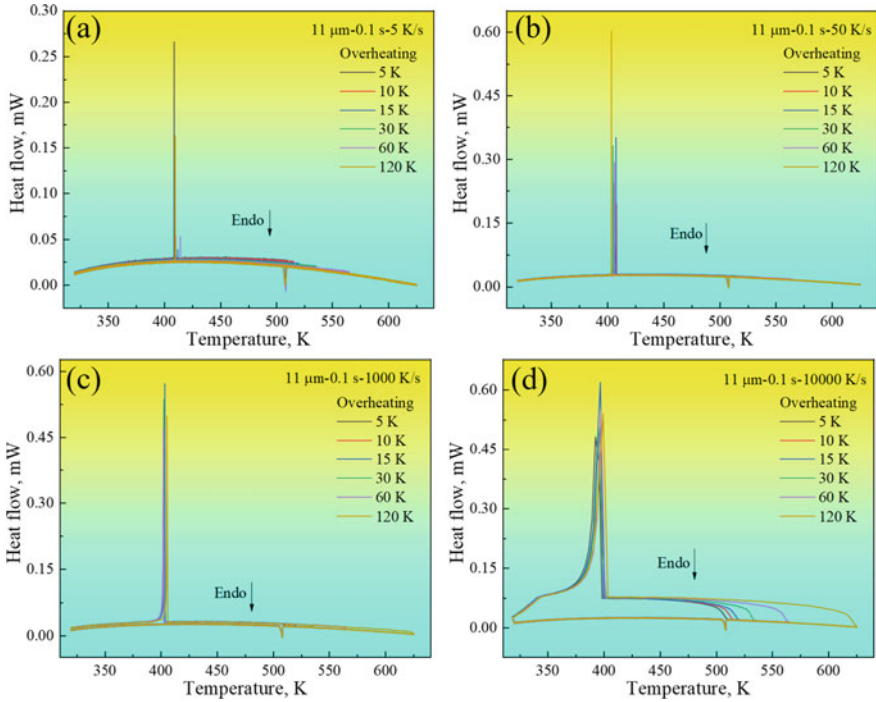 (a)
11 μm-0.1 s-5 K/s
Overheating
5 K
10 K
15 K
30 K
60 K
120 K
Endo
Heat flow, mW
0.30
0.25
0.20
0.15
0.10
0.05
0.00
350
400
450
500
550
600
Temperature, K
(b)
11 μm-0.1 s-50 K/s
Overheating
5 K
10 K
15 K
30 K
60 K
120 K
Endo
Heat flow, mW
0.60
0.45
0.30
0.15
0.00
350
400
450
500
550
600
Temperature, K
(c)
11 μm-0.1 s-1000 K/s
Overheating
5 K
10 K
15 K
30 K
60 K
120 K
Endo
Heat flow, mW
0.60
0.45
0.30
0.15
0.00
350
400
450
500
550
600
Temperature, K
(d)
11 μm-0.1 s-10000 K/s
Overheating
5 K
10 K
15 K
30 K
60 K
120 K
Endo
Heat flow, mW
0.60
0.45
0.30
0.15
0.00
350
400
450
500
550
600
Temperature, K